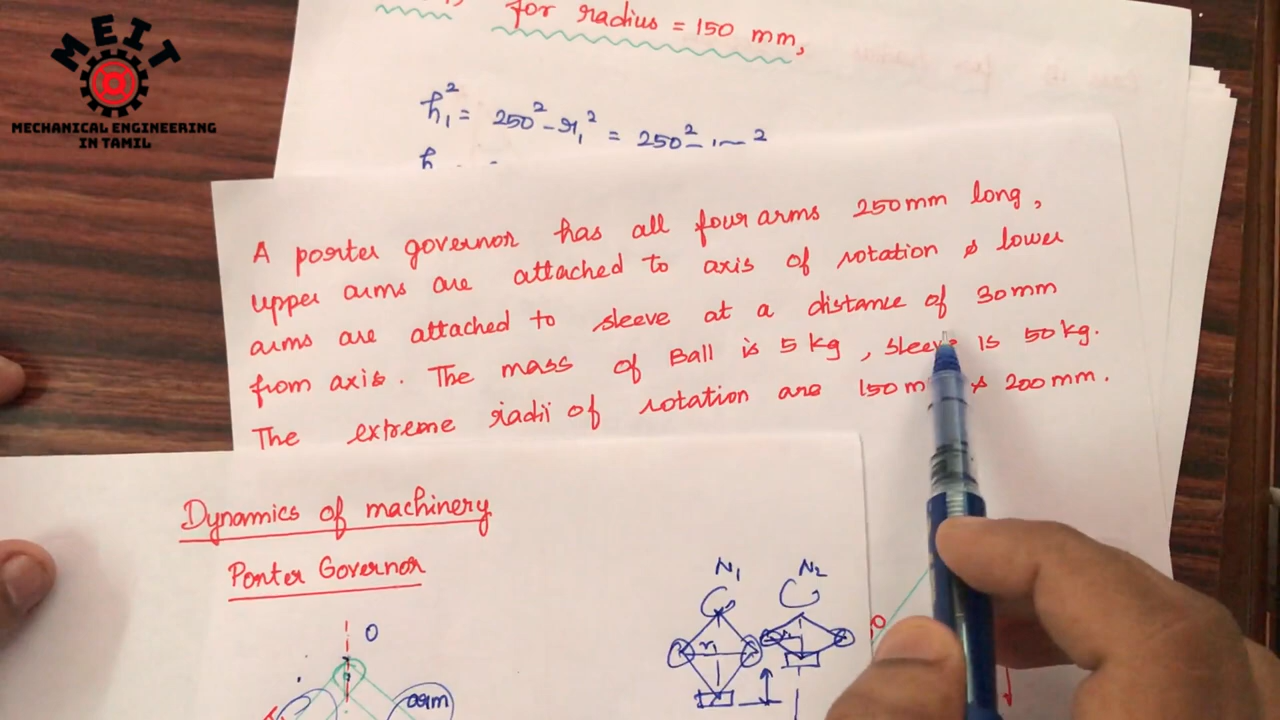 MEIT
MECHANICAL ENGINEERING
IN TAMIL
for radius = 150 mm,
h₁² = 250² - r₁² = 250²
A porter governor has all four arms 250mm long,
upper arms are attached to axis of rotation & lower
arms are attached to sleeve at a distance of 30mm
from axis. The mass of Ball is 5 kg, sleeve is 50 kg.
The extreme radii of rotation are 150 m & 200mm.
Dynamics of machinery
Porter Governor
N₁ N₂
O
r₁
arm